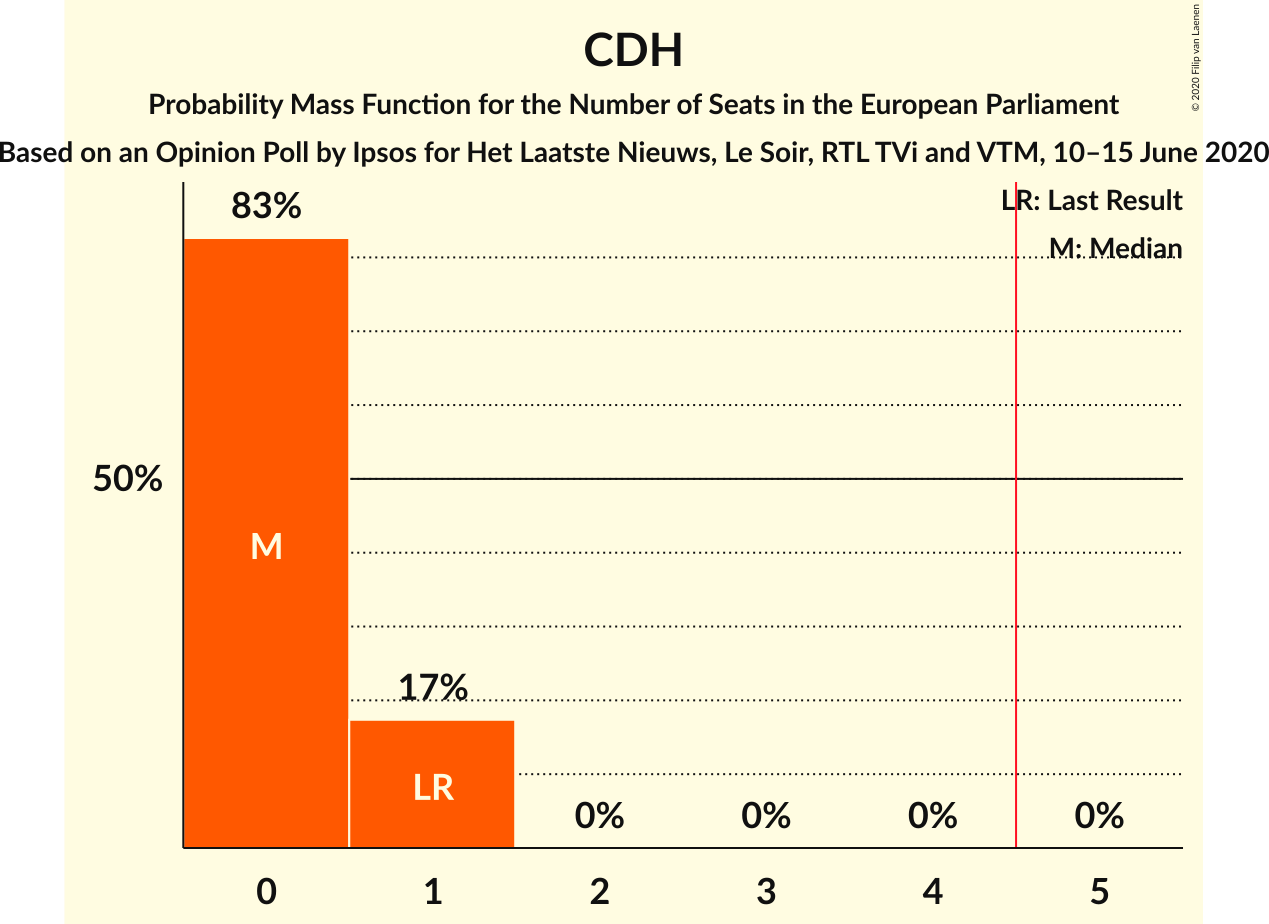 CDH
Probability Mass Function for the Number of Seats in the European Parliament
Based on an Opinion Poll by Ipsos for Het Laatste Nieuws, Le Soir, RTL TVi and VTM, 10–15 June 2020
© 2020 Filip van Laenen
LR: Last Result
M: Median
83%
50%
M
17%
LR
0% 0% 0% 0%
0 1 2 3 4 5